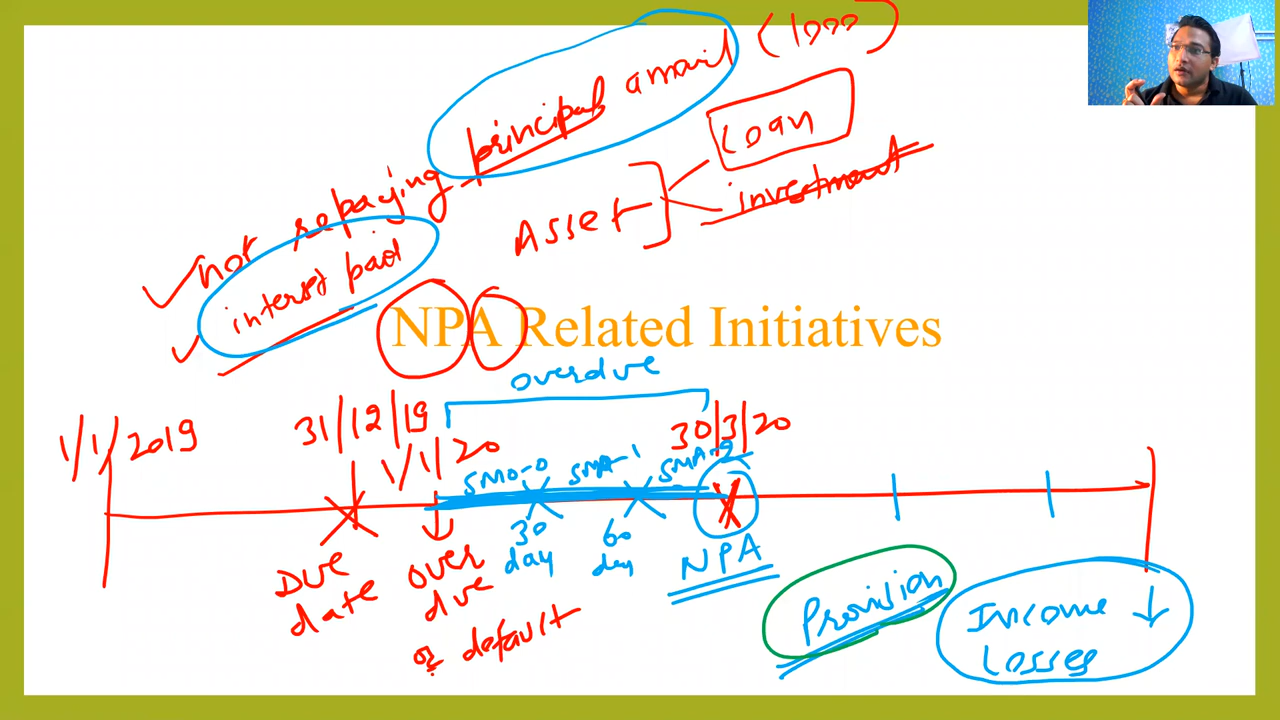 (1000)
not repaying principal amount
Loan
investment
Asset
interst paid
NPA Related Initiatives
overdue
1/1/2019
31/12/19
1/1/20
30/3/20
SMA-0
SMA-1
SMA-2
30
day
60
day
NPA
Due
date
over
due
or default
Provision
Income ↓
Losses